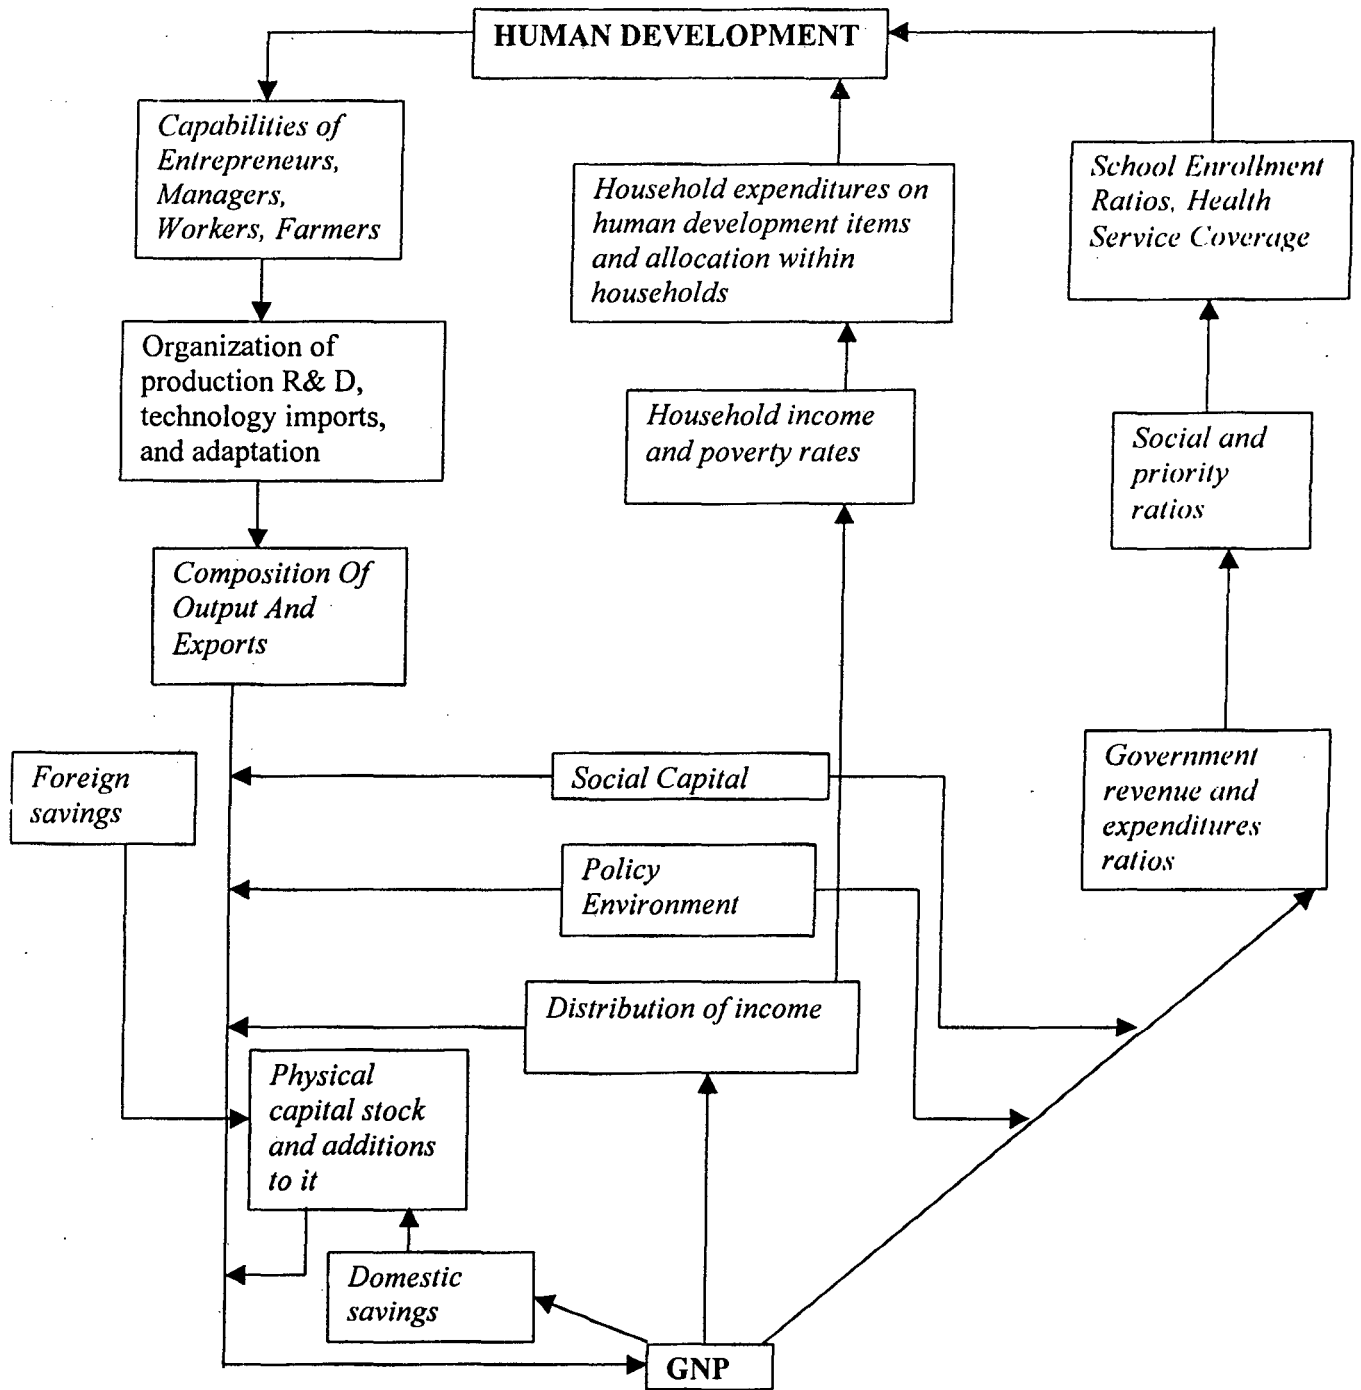 HUMAN DEVELOPMENT
Capabilities of
Entrepreneurs,
Managers,
Workers, Farmers
Household expenditures on
human development items
and allocation within
households
School Enrollment
Ratios, Health
Service Coverage
Organization of
production R& D,
technology imports,
and adaptation
Household income
and poverty rates
Social and
priority
ratios
Composition Of
Output And
Exports
Foreign
savings
Social Capital
Government
revenue and
expenditures
ratios
Policy
Environment
Distribution of income
Physical
capital stock
and additions
to it
Domestic
savings
GNP